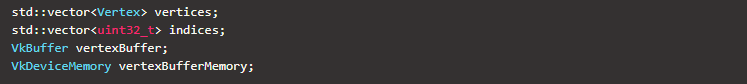 std::vector<Vertex> vertices;
std::vector<uint32_t> indices;
VkBuffer vertexBuffer;
VkDeviceMemory vertexBufferMemory;